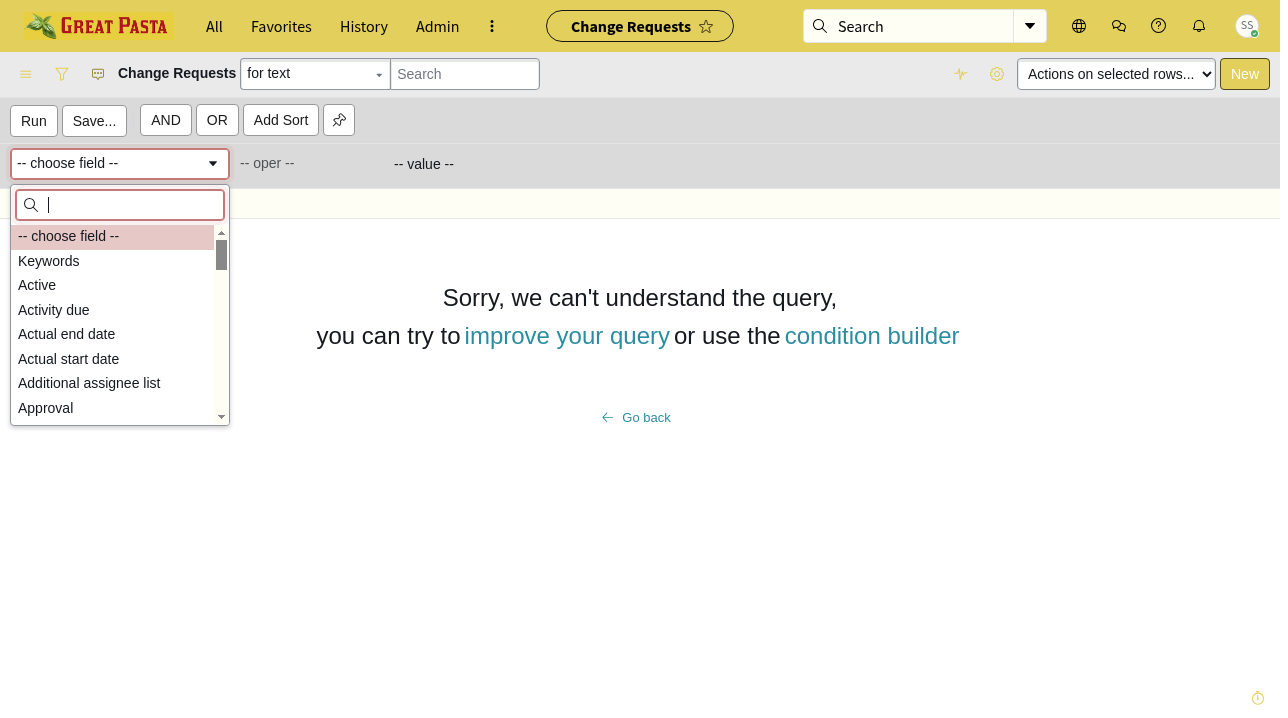 GREAT PASTA
All
Favorites
History
Admin
Change Requests
Search
SS
Change Requests
for text
Search
Actions on selected rows...
New
Run
Save...
AND
OR
Add Sort
-- choose field --
-- oper --
-- value --
-- choose field --
Keywords
Active
Activity due
Actual end date
Actual start date
Additional assignee list
Approval
Sorry, we can't understand the query,
you can try to improve your query or use the condition builder
Go back